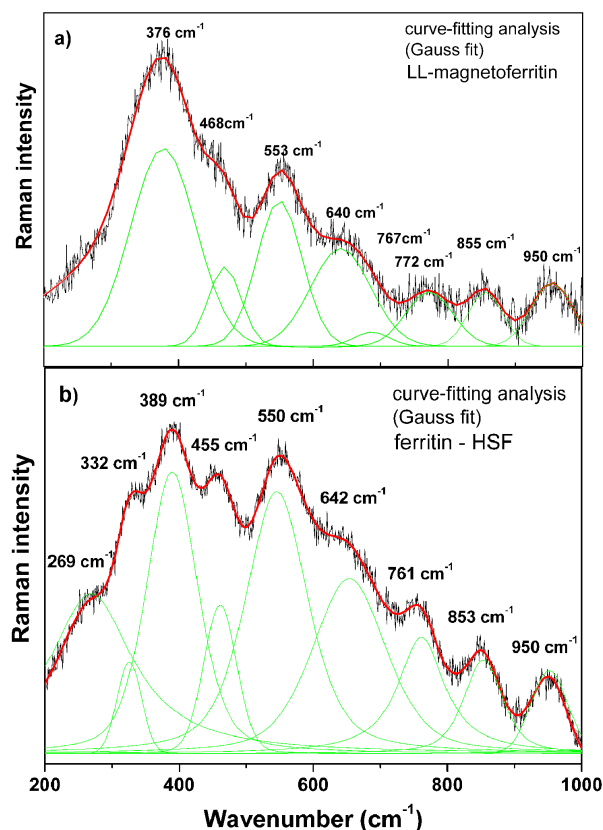 a)
376 cm⁻¹
curve-fitting analysis
(Gauss fit)
LL-magnetoferritin
468cm⁻¹
553 cm⁻¹
640 cm⁻¹
767cm⁻¹
772 cm⁻¹
855 cm⁻¹
950 cm⁻¹
Raman intensity
b)
389 cm⁻¹
curve-fitting analysis
(Gauss fit)
ferritin - HSF
332 cm⁻¹
455 cm⁻¹
550 cm⁻¹
642 cm⁻¹
269 cm⁻¹
761 cm⁻¹
853 cm⁻¹
950 cm⁻¹
Raman intensity
200 400 600 800 1000
Wavenumber (cm⁻¹)